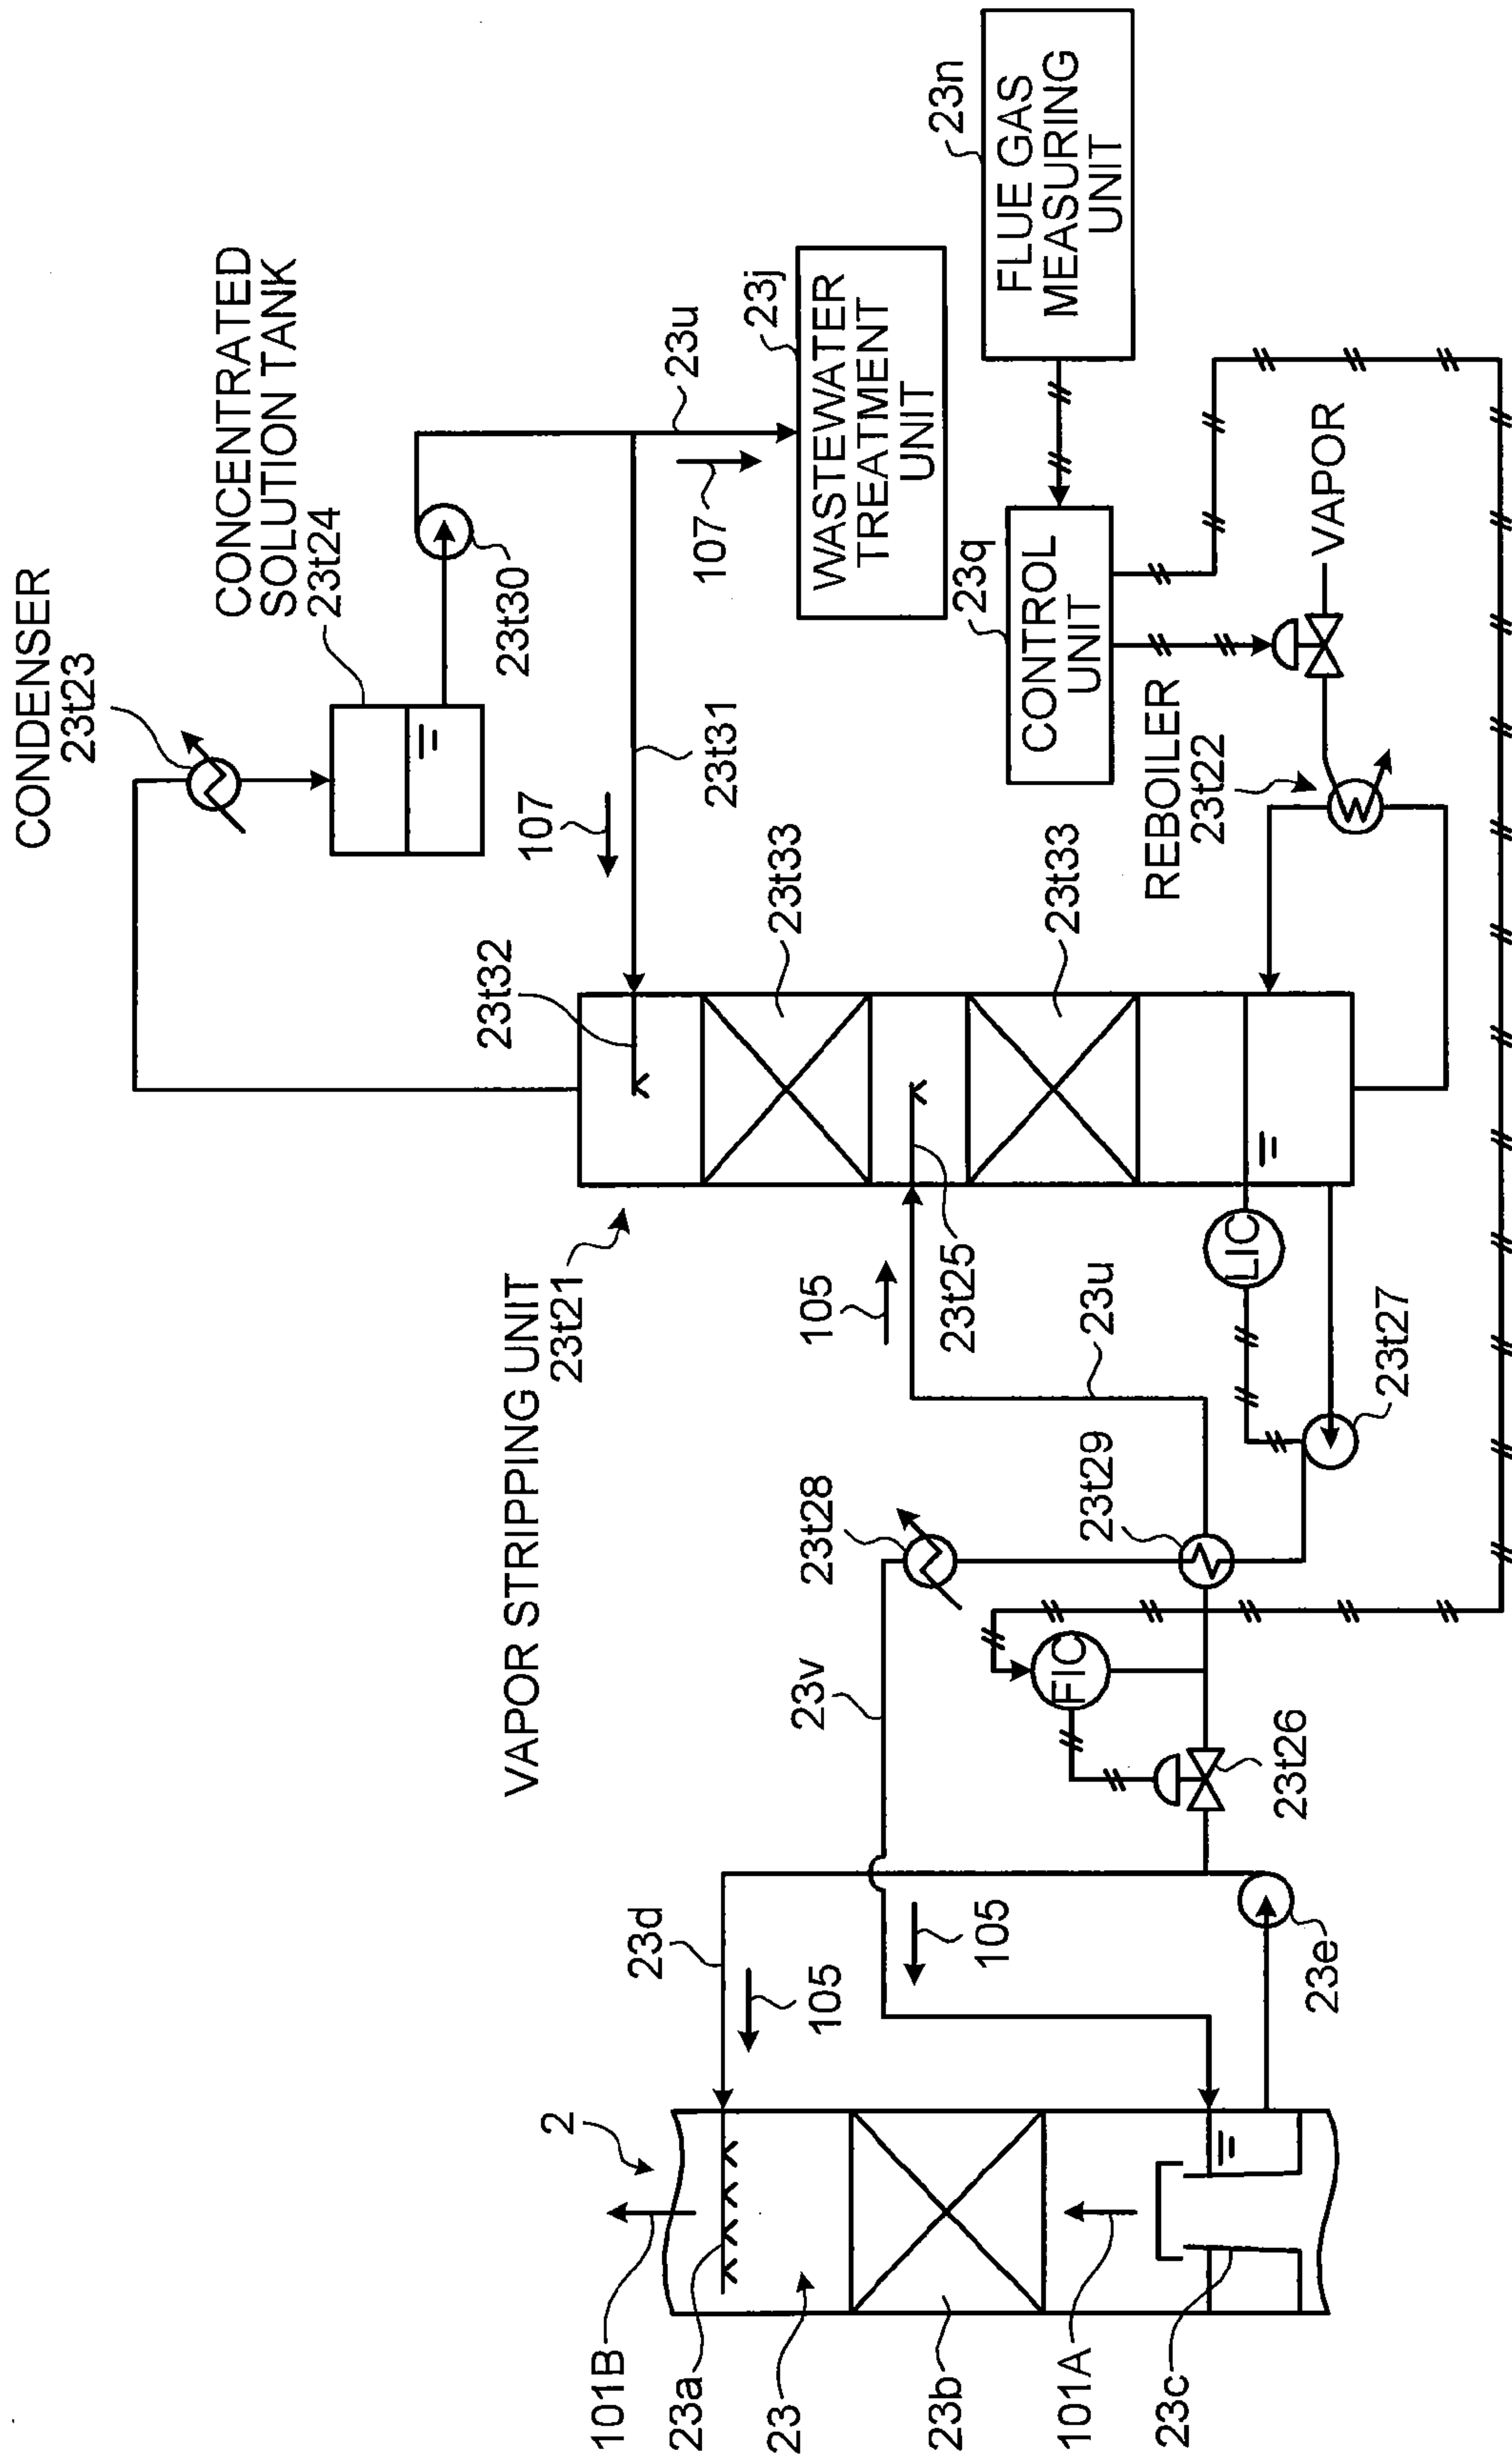 CONDENSER
23t23
CONCENTRATED
SOLUTION TANK
23t24
23t30
23u
107
23j
WASTEWATER
TREATMENT
UNIT
23n
FLUE GAS
MEASURING
UNIT
23q
CONTROL
UNIT
VAPOR
REBOILER
23t22
107
23t31
23t32
23t33
23t33
VAPOR STRIPPING UNIT
23t21
105
23t25
23u
LIC
23t27
23t28
23t29
23v
FIC
23t26
23d
105
105
23e
2
101B
23a
23
23b
101A
23c